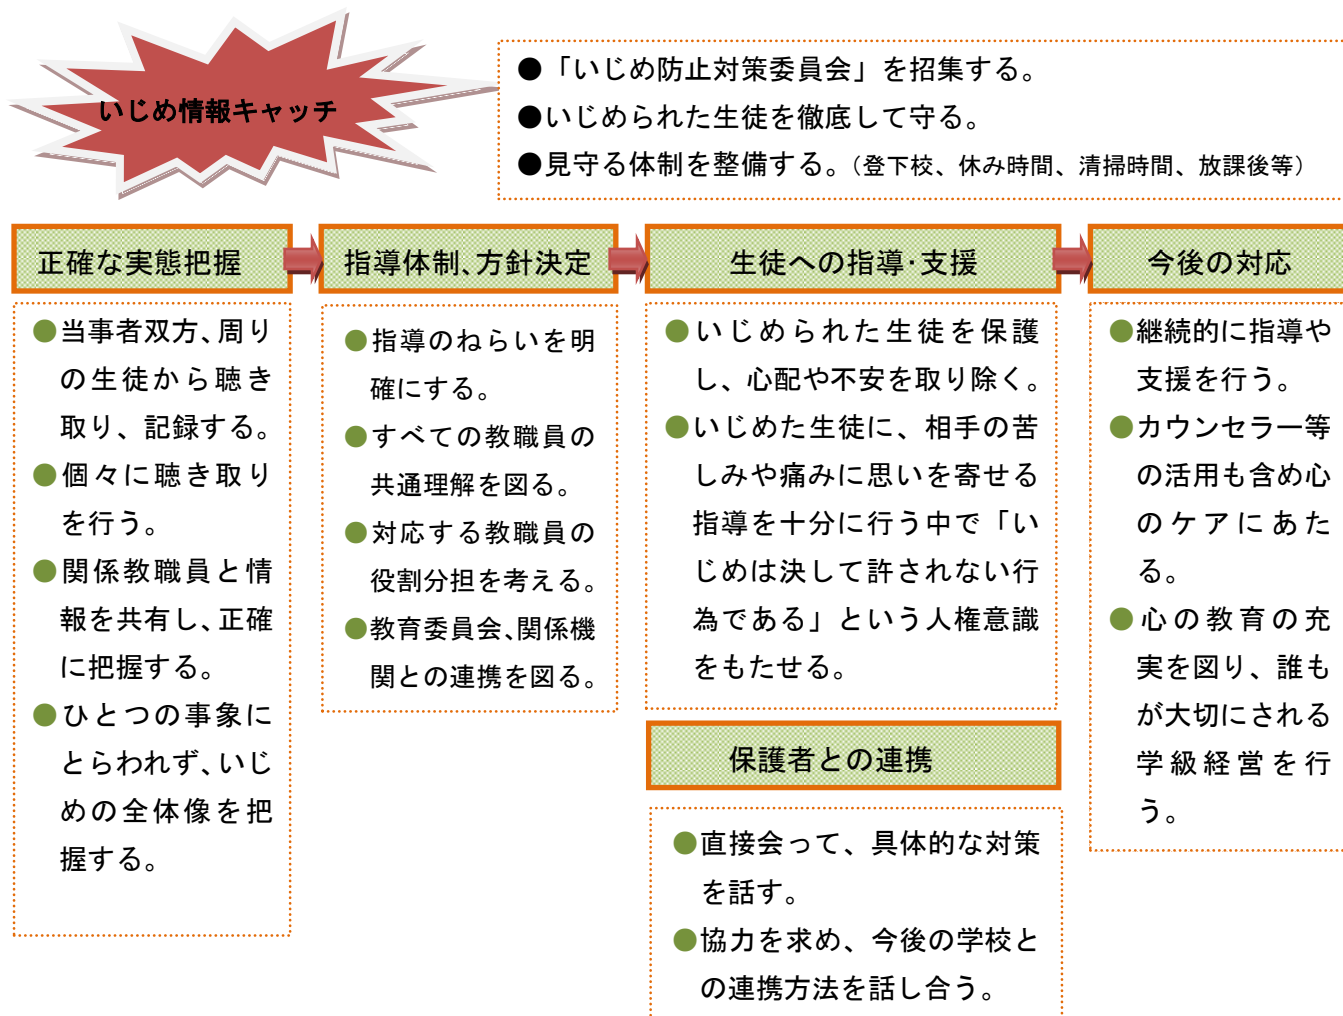 いじめ情報キャッチ
●「いじめ防止対策委員会」を招集する。
●いじめられた生徒を徹底して守る。
●見守る体制を整備する。（登下校、休み時間、清掃時間、放課後等）
正確な実態把握
●当事者双方、周り
の生徒から聴き
取り、記録する。
●個々に聴き取り
を行う。
●関係教職員と情
報を共有し、正確
に把握する。
●ひとつの事象に
とらわれず、いじ
めの全体像を把
握する。
指導体制、方針決定
●指導のねらいを明
確にする。
●すべての教職員の
共通理解を図る。
●対応する教職員の
役割分担を考える。
●教育委員会、関係機
関との連携を図る。
生徒への指導・支援
●いじめられた生徒を保護
し、心配や不安を取り除く。
●いじめた生徒に、相手の苦
しみや痛みに思いを寄せる
指導を十分に行う中で「い
じめは決して許されない行
為である」という人権意識
をもたせる。
保護者との連携
●直接会って、具体的な対策
を話す。
●協力を求め、今後の学校と
の連携方法を話し合う。
今後の対応
●継続的に指導や
支援を行う。
●カウンセラー等
の活用も含め心
のケアにあた
る。
●心の教育の充
実を図り、誰も
が大切にされる
学級経営を行
う。